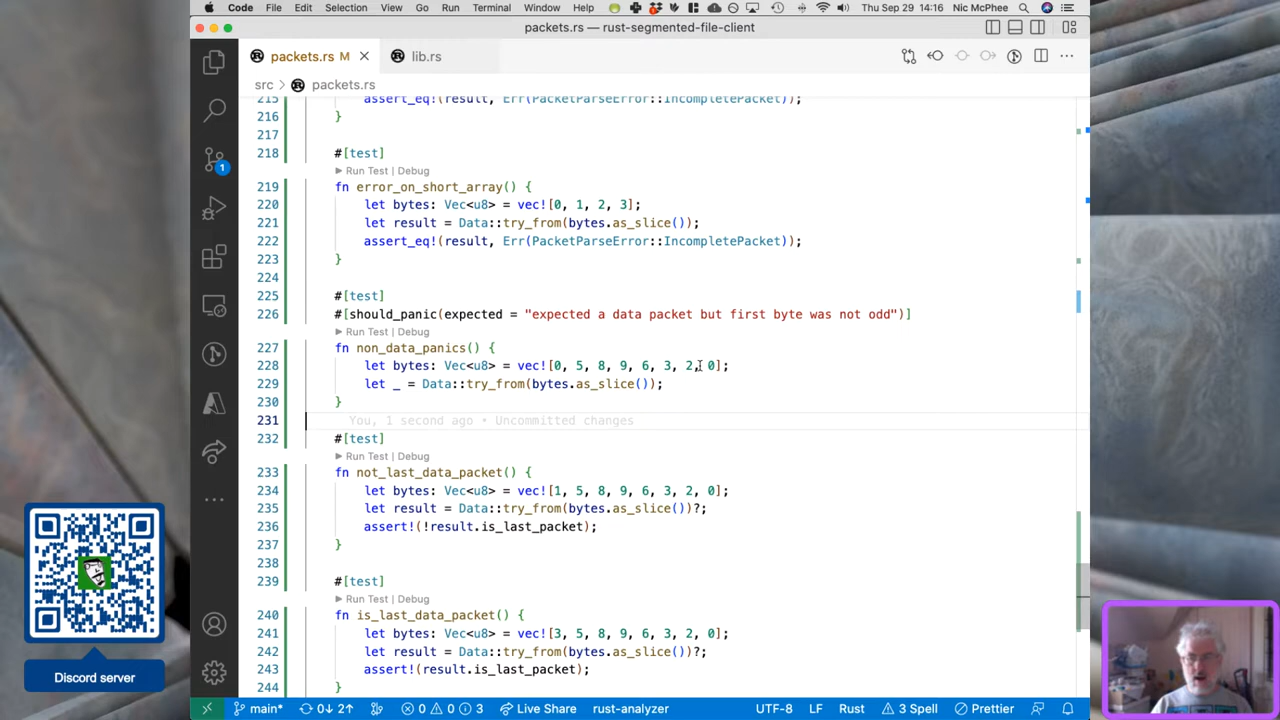 Code File Edit Selection View Go Run Terminal Window Help Thu Sep 29 14:16 Nic McPhee
packets.rs — rust-segmented-file-client
packets.rs M
lib.rs
src > packets.rs
215 assert_eq!(result, Err(PacketParseError::IncompletePacket));
216 }
217
218 #[test]
Run Test | Debug
219 fn error_on_short_array() {
220 let bytes: Vec<u8> = vec![0, 1, 2, 3];
221 let result = Data::try_from(bytes.as_slice());
222 assert_eq!(result, Err(PacketParseError::IncompletePacket));
223 }
224
225 #[test]
226 #[should_panic(expected = "expected a data packet but first byte was not odd")]
Run Test | Debug
227 fn non_data_panics() {
228 let bytes: Vec<u8> = vec![0, 5, 8, 9, 6, 3, 2, 0];
229 let _ = Data::try_from(bytes.as_slice());
230 }
231 You, 1 second ago • Uncommitted changes
232 #[test]
Run Test | Debug
233 fn not_last_data_packet() {
234 let bytes: Vec<u8> = vec![1, 5, 8, 9, 6, 3, 2, 0];
235 let result = Data::try_from(bytes.as_slice())?;
236 assert!(!result.is_last_packet);
237 }
238
239 #[test]
Run Test | Debug
240 fn is_last_data_packet() {
241 let bytes: Vec<u8> = vec![3, 5, 8, 9, 6, 3, 2, 0];
242 let result = Data::try_from(bytes.as_slice())?;
243 assert!(result.is_last_packet);
244 }
1
Discord server
main* 0↓ 2↑ 0 0 3 Live Share rust-analyzer UTF-8 LF Rust 3 Spell Prettier